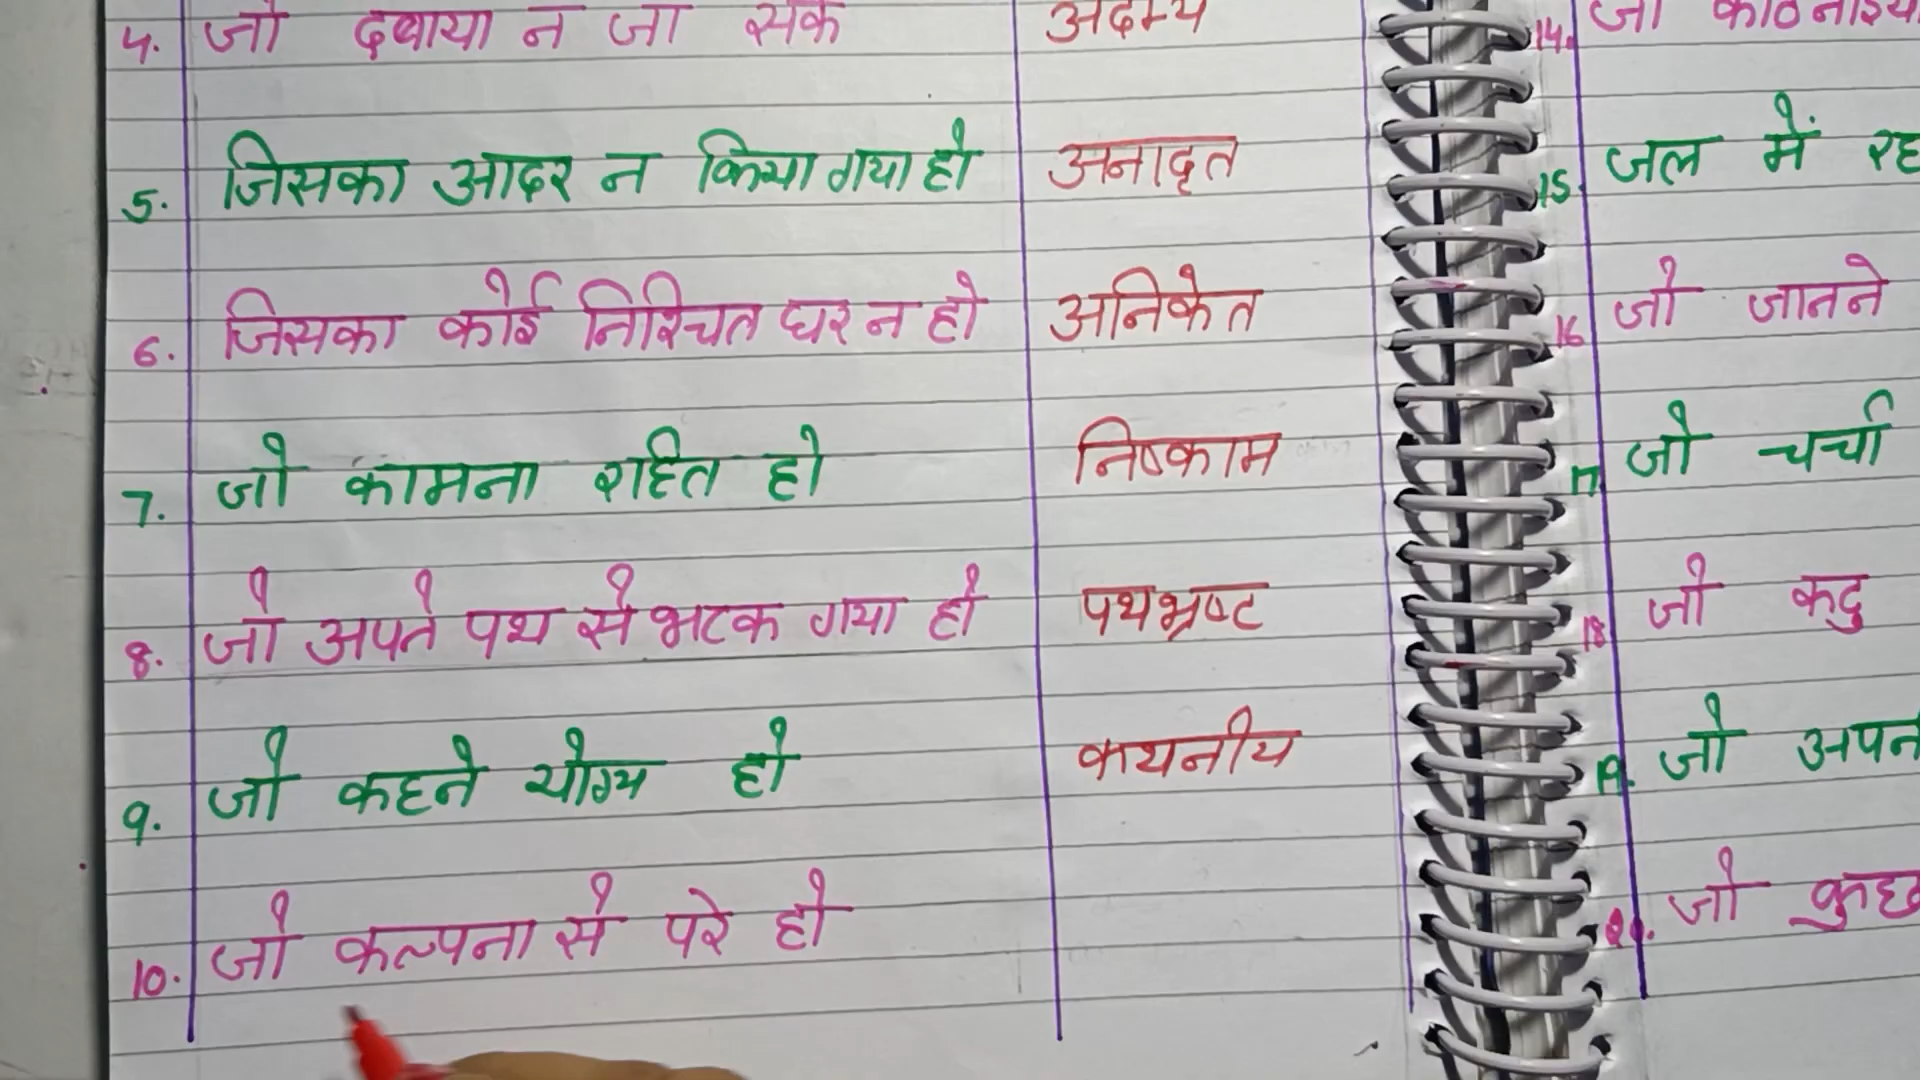 4. जो दबाया न जा सके अदम्य
5. जिसका आदर न किया गया हो अनादृत
6. जिसका कोई निश्चित घर न हो अनिकेत
7. जो कामना रहित हो निष्काम
8. जो अपने पथ से भटक गया हो पथभ्रष्ट
9. जो कहने योग्य हो कथनीय
10. जो कल्पना से परे हो
14. जो
15. जल में
16 जो जानने
17 जो चर्चा
18 जो कटु
19. जो
20. जो कुछ